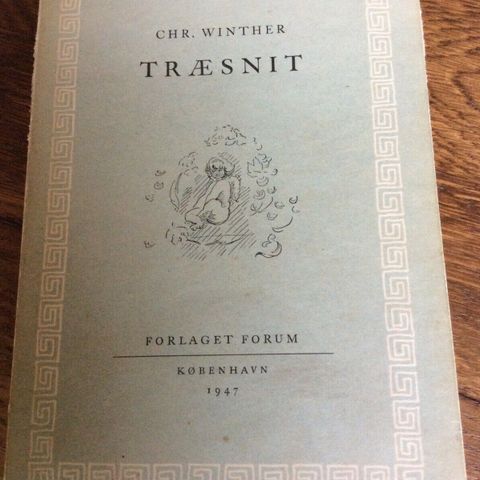 CHR. WINTHER
TRÆSNIT
FORLAGET FORUM
KØBENHAVN
1947